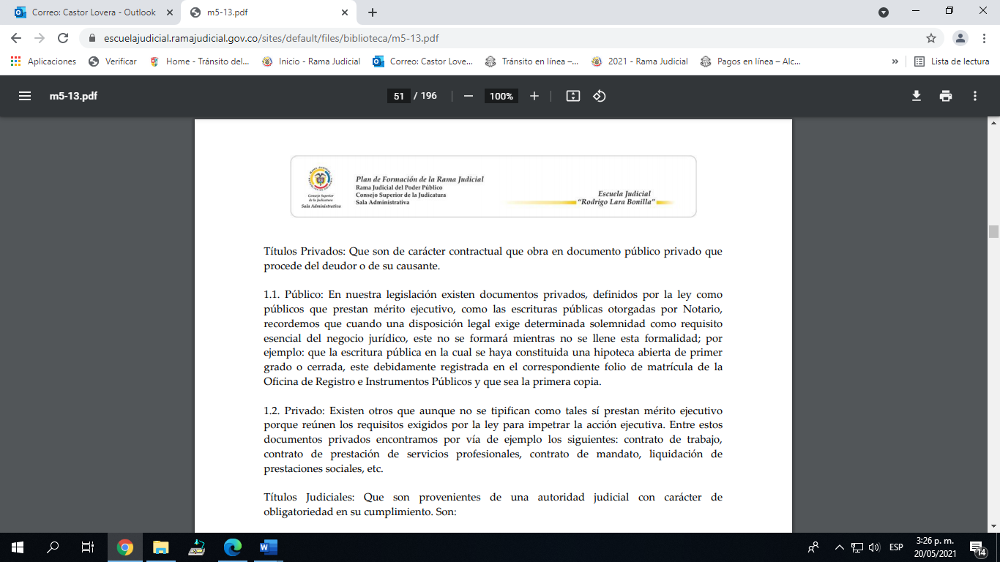 Correo: Castor Lovera - Outlook
m5-13.pdf
escuelajudicial.ramajudicial.gov.co/sites/default/files/biblioteca/m5-13.pdf
Aplicaciones
Verificar
Home - Tránsito del...
Inicio - Rama Judicial
Correo: Castor Love...
Tránsito en línea –...
2021 - Rama Judicial
Pagos en línea – Alc...
»
Lista de lectura
m5-13.pdf
51 / 196
100%
Consejo Superior
de la Judicatura
Sala Administrativa
Plan de Formación de la Rama Judicial
Rama Judicial del Poder Público
Consejo Superior de la Judicatura
Sala Administrativa
Escuela Judicial
“Rodrigo Lara Bonilla”
Títulos Privados: Que son de carácter contractual que obra en documento público privado que
procede del deudor o de su causante.
1.1. Público: En nuestra legislación existen documentos privados, definidos por la ley como
públicos que prestan mérito ejecutivo, como las escrituras públicas otorgadas por Notario,
recordemos que cuando una disposición legal exige determinada solemnidad como requisito
esencial del negocio jurídico, este no se formará mientras no se llene esta formalidad; por
ejemplo: que la escritura pública en la cual se haya constituida una hipoteca abierta de primer
grado o cerrada, este debidamente registrada en el correspondiente folio de matrícula de la
Oficina de Registro e Instrumentos Públicos y que sea la primera copia.
1.2. Privado: Existen otros que aunque no se tipifican como tales sí prestan mérito ejecutivo
porque reúnen los requisitos exigidos por la ley para impetrar la acción ejecutiva. Entre estos
documentos privados encontramos por vía de ejemplo los siguientes: contrato de trabajo,
contrato de prestación de servicios profesionales, contrato de mandato, liquidación de
prestaciones sociales, etc.
Títulos Judiciales: Que son provenientes de una autoridad judicial con carácter de
obligatoriedad en su cumplimiento. Son:
ESP
3:26 p. m.
20/05/2021
14